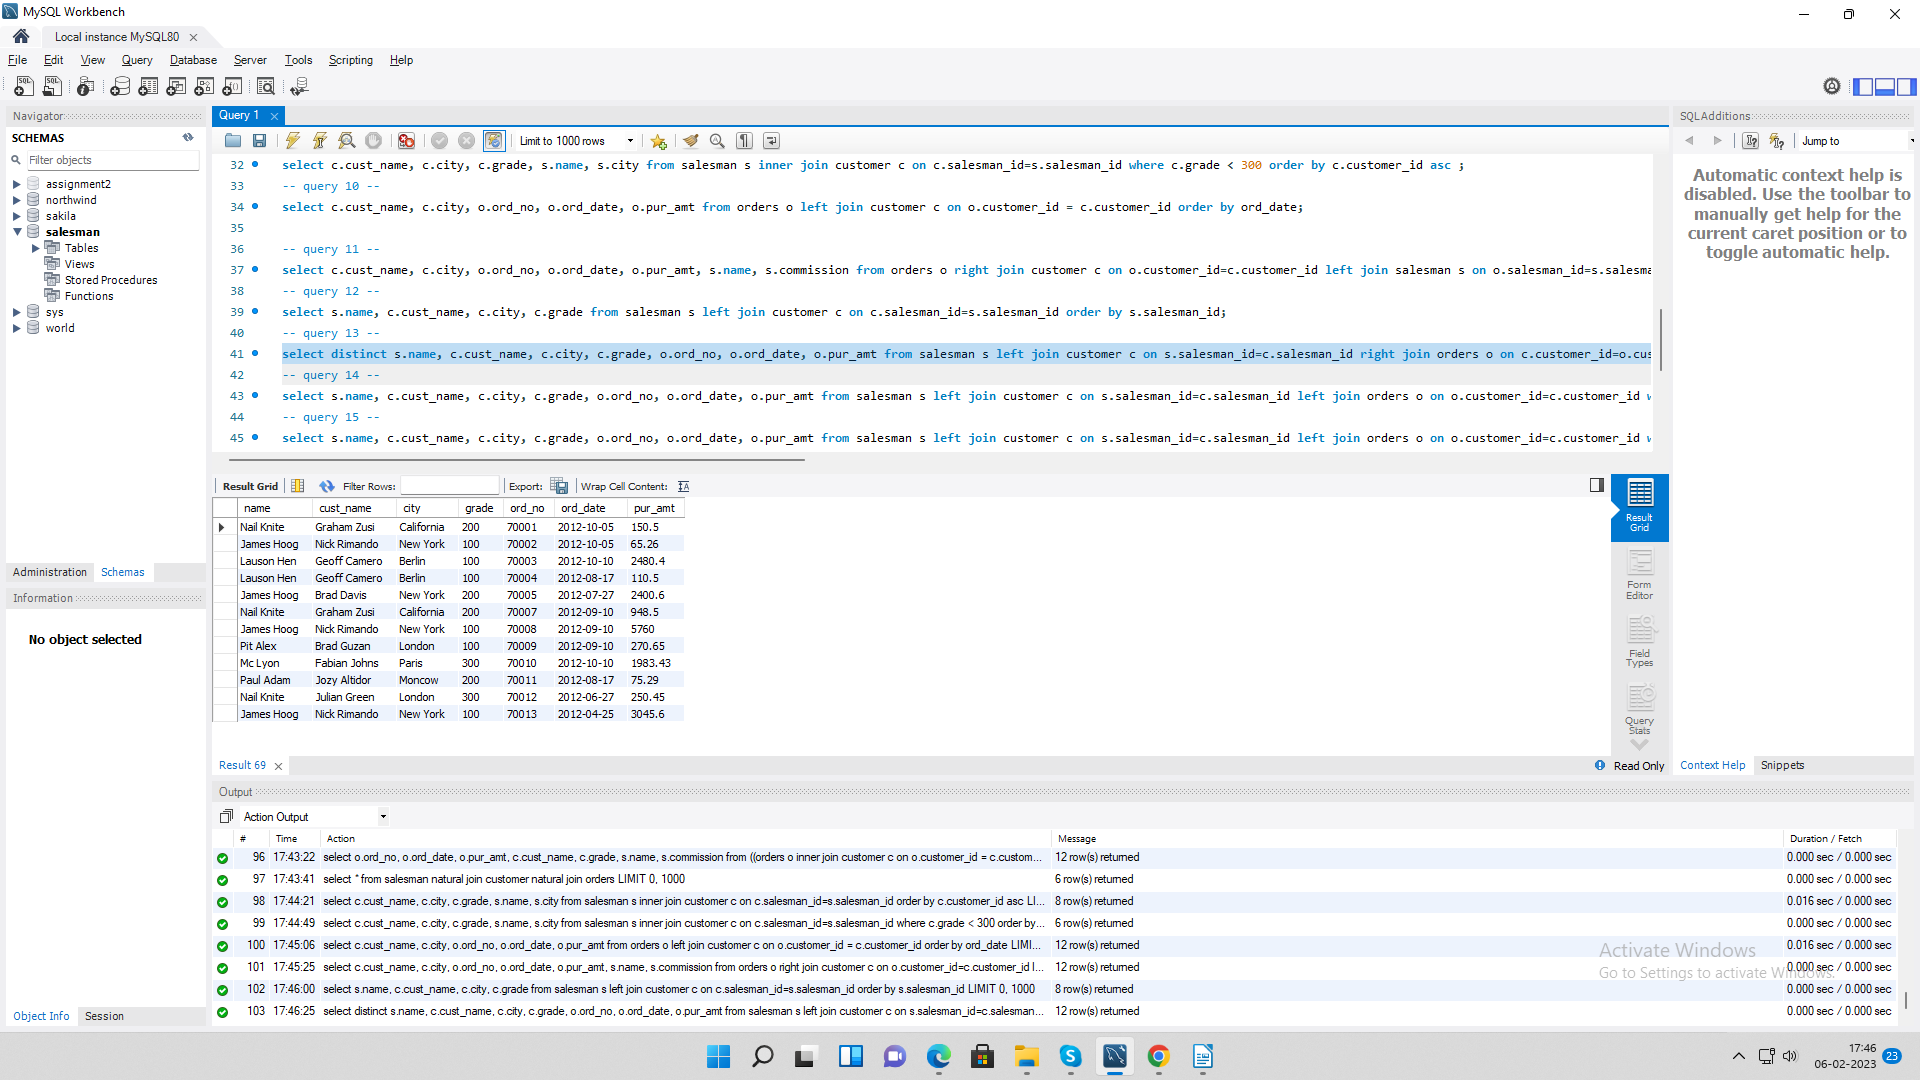 MySQL Workbench
Local instance MySQL80
File Edit View Query Database Server Tools Scripting Help
Navigator
SCHEMAS
Filter objects
assignment2
northwind
sakila
salesman
Tables
Views
Stored Procedures
Functions
sys
world
Administration Schemas
Information
No object selected
Object Info Session
Query 1
Limit to 1000 rows
32 select c.cust_name, c.city, c.grade, s.name, s.city from salesman s inner join customer c on c.salesman_id=s.salesman_id where c.grade < 300 order by c.customer_id asc ;
33 -- query 10 --
34 select c.cust_name, c.city, o.ord_no, o.ord_date, o.pur_amt from orders o left join customer c on o.customer_id = c.customer_id order by ord_date;
35
36 -- query 11 --
37 select c.cust_name, c.city, o.ord_no, o.ord_date, o.pur_amt, s.name, s.commission from orders o right join customer c on o.customer_id=c.customer_id left join salesman s on o.salesman_id=s.salesma
38 -- query 12 --
39 select s.name, c.cust_name, c.city, c.grade from salesman s left join customer c on c.salesman_id=s.salesman_id order by s.salesman_id;
40 -- query 13 --
41 select distinct s.name, c.cust_name, c.city, c.grade, o.ord_no, o.ord_date, o.pur_amt from salesman s left join customer c on s.salesman_id=c.salesman_id right join orders o on c.customer_id=o.cus
42 -- query 14 --
43 select s.name, c.cust_name, c.city, c.grade, o.ord_no, o.ord_date, o.pur_amt from salesman s left join customer c on s.salesman_id=c.salesman_id left join orders o on o.customer_id=c.customer_id w
44 -- query 15 --
45 select s.name, c.cust_name, c.city, c.grade, o.ord_no, o.ord_date, o.pur_amt from salesman s left join customer c on s.salesman_id=c.salesman_id left join orders o on o.customer_id=c.customer_id w
Result Grid Filter Rows: Export: Wrap Cell Content:
name cust_name city grade ord_no ord_date pur_amt
Nail Knite Graham Zusi California 200 70001 2012-10-05 150.5
James Hoog Nick Rimando New York 100 70002 2012-10-05 65.26
Lauson Hen Geoff Camero Berlin 100 70003 2012-10-10 2480.4
Lauson Hen Geoff Camero Berlin 100 70004 2012-08-17 110.5
James Hoog Brad Davis New York 200 70005 2012-07-27 2400.6
Nail Knite Graham Zusi California 200 70007 2012-09-10 948.5
James Hoog Nick Rimando New York 100 70008 2012-09-10 5760
Pit Alex Brad Guzan London 100 70009 2012-09-10 270.65
Mc Lyon Fabian Johns Paris 300 70010 2012-10-10 1983.43
Paul Adam Jozy Altidor Moncow 200 70011 2012-08-17 75.29
Nail Knite Julian Green London 300 70012 2012-06-27 250.45
James Hoog Nick Rimando New York 100 70013 2012-04-25 3045.6
Result Grid
Form Editor
Field Types
Query Stats
Result 69
Read Only
SQLAdditions
Jump to
Automatic context help is
disabled. Use the toolbar to
manually get help for the
current caret position or to
toggle automatic help.
Context Help Snippets
Output
Action Output
# Time Action Message Duration / Fetch
96 17:43:22 select o.ord_no, o.ord_date, o.pur_amt, c.cust_name, c.grade, s.name, s.commission from ((orders o inner join customer c on o.customer_id = c.custom... 12 row(s) returned 0.000 sec / 0.000 sec
97 17:43:41 select * from salesman natural join customer natural join orders LIMIT 0, 1000 6 row(s) returned 0.000 sec / 0.000 sec
98 17:44:21 select c.cust_name, c.city, c.grade, s.name, s.city from salesman s inner join customer c on c.salesman_id=s.salesman_id order by c.customer_id asc LI... 8 row(s) returned 0.016 sec / 0.000 sec
99 17:44:49 select c.cust_name, c.city, c.grade, s.name, s.city from salesman s inner join customer c on c.salesman_id=s.salesman_id where c.grade < 300 order by... 6 row(s) returned 0.000 sec / 0.000 sec
100 17:45:06 select c.cust_name, c.city, o.ord_no, o.ord_date, o.pur_amt from orders o left join customer c on o.customer_id = c.customer_id order by ord_date LIMI... 12 row(s) returned 0.016 sec / 0.000 sec
101 17:45:25 select c.cust_name, c.city, o.ord_no, o.ord_date, o.pur_amt, s.name, s.commission from orders o right join customer c on o.customer_id=c.customer_id l... 12 row(s) returned 0.000 sec / 0.000 sec
102 17:46:00 select s.name, c.cust_name, c.city, c.grade from salesman s left join customer c on c.salesman_id=s.salesman_id order by s.salesman_id LIMIT 0, 1000 8 row(s) returned 0.000 sec / 0.000 sec
103 17:46:25 select distinct s.name, c.cust_name, c.city, c.grade, o.ord_no, o.ord_date, o.pur_amt from salesman s left join customer c on s.salesman_id=c.salesman... 12 row(s) returned 0.000 sec / 0.000 sec
Activate Windows
Go to Settings to activate Windows.
17:46
06-02-2023
23